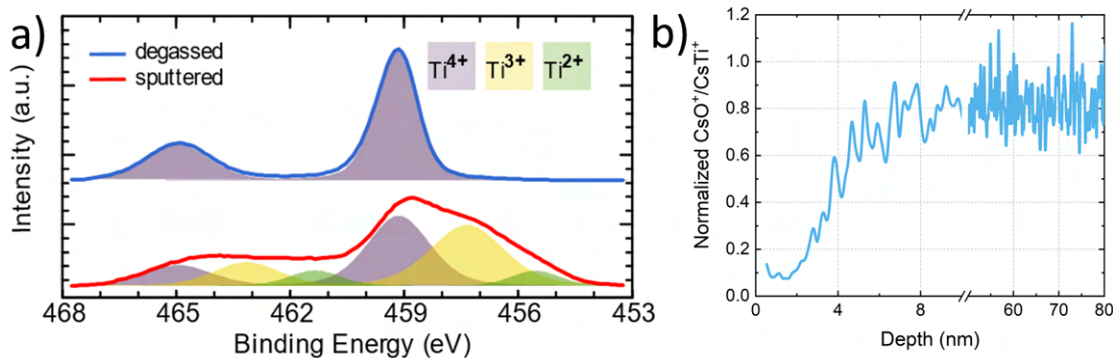 a)
degassed
sputtered
Ti4+ Ti3+ Ti2+
Intensity (a.u.)
468 465 462 459 456 453
Binding Energy (eV)
b)
Normalized CsO+/CsTi+
1.2
1.0
0.8
0.6
0.4
0.2
0.0
0 4 8 60 70 80
Depth (nm)